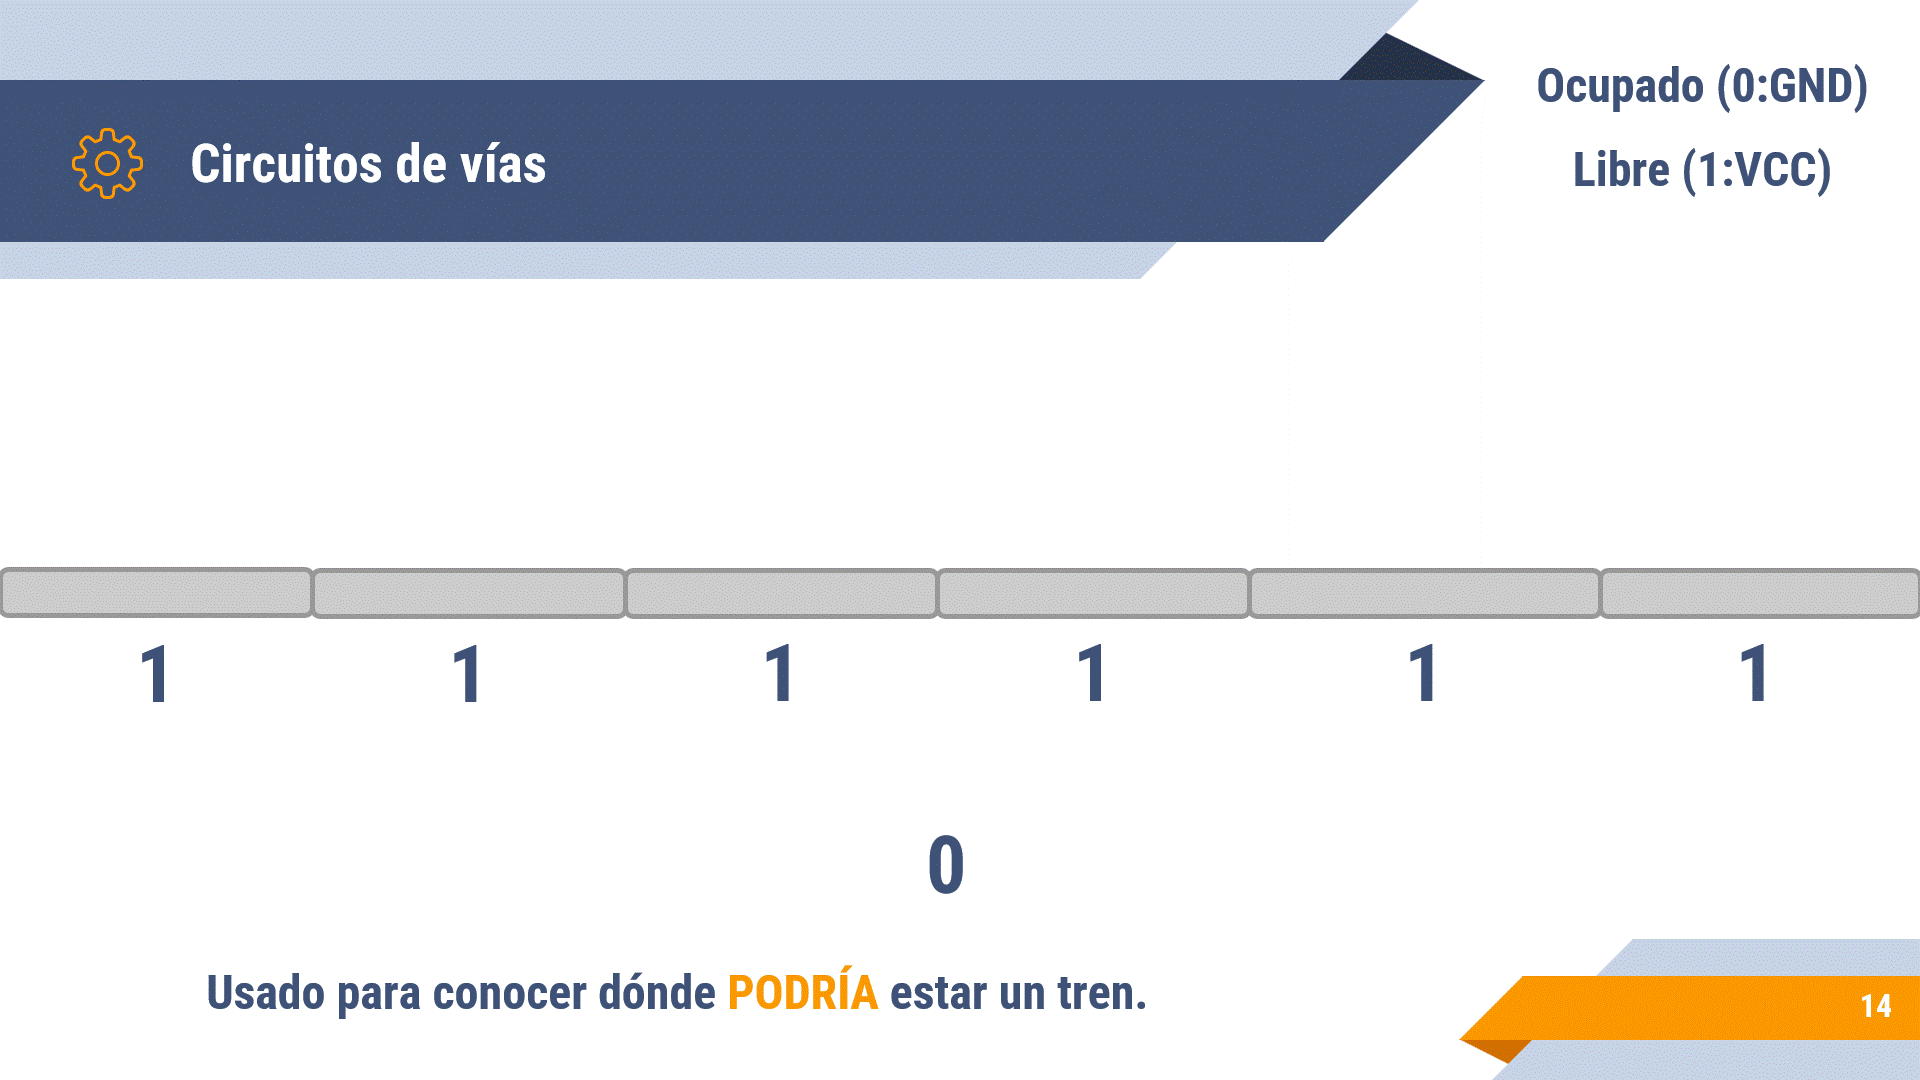 Circuitos de vías
Ocupado (0:GND)
Libre (1:VCC)
1 1 1 1 1 1
0
Usado para conocer dónde PODRÍA estar un tren.
14